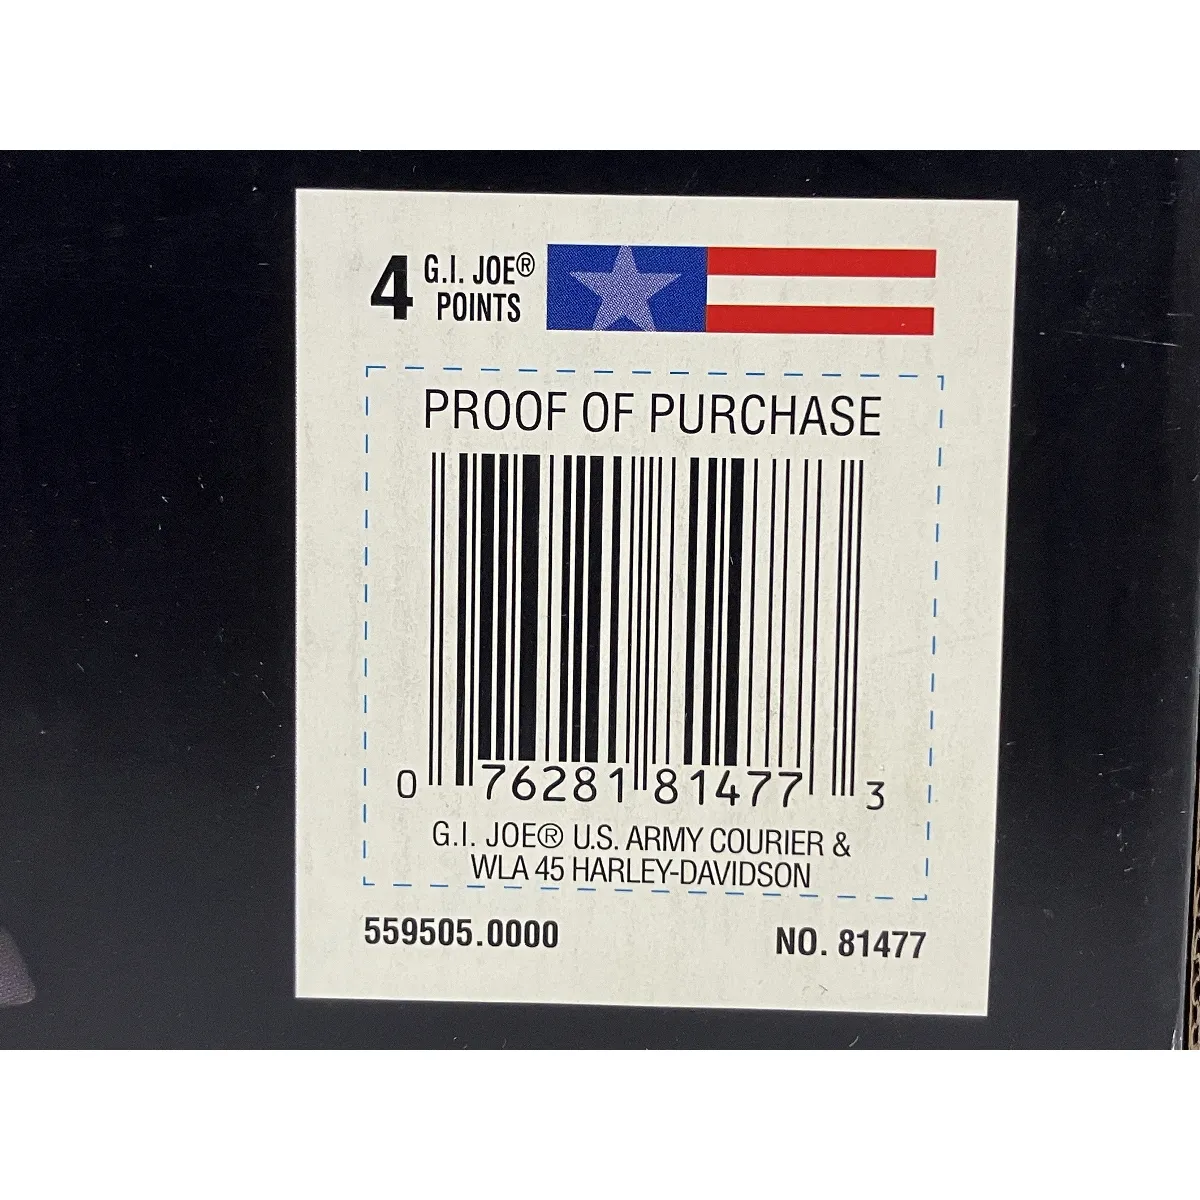 4 G.I. JOE®
POINTS
PROOF OF PURCHASE
0 76281 81477 3
G.I. JOE® U.S. ARMY COURIER &
WLA 45 HARLEY-DAVIDSON
559505.0000
NO. 81477